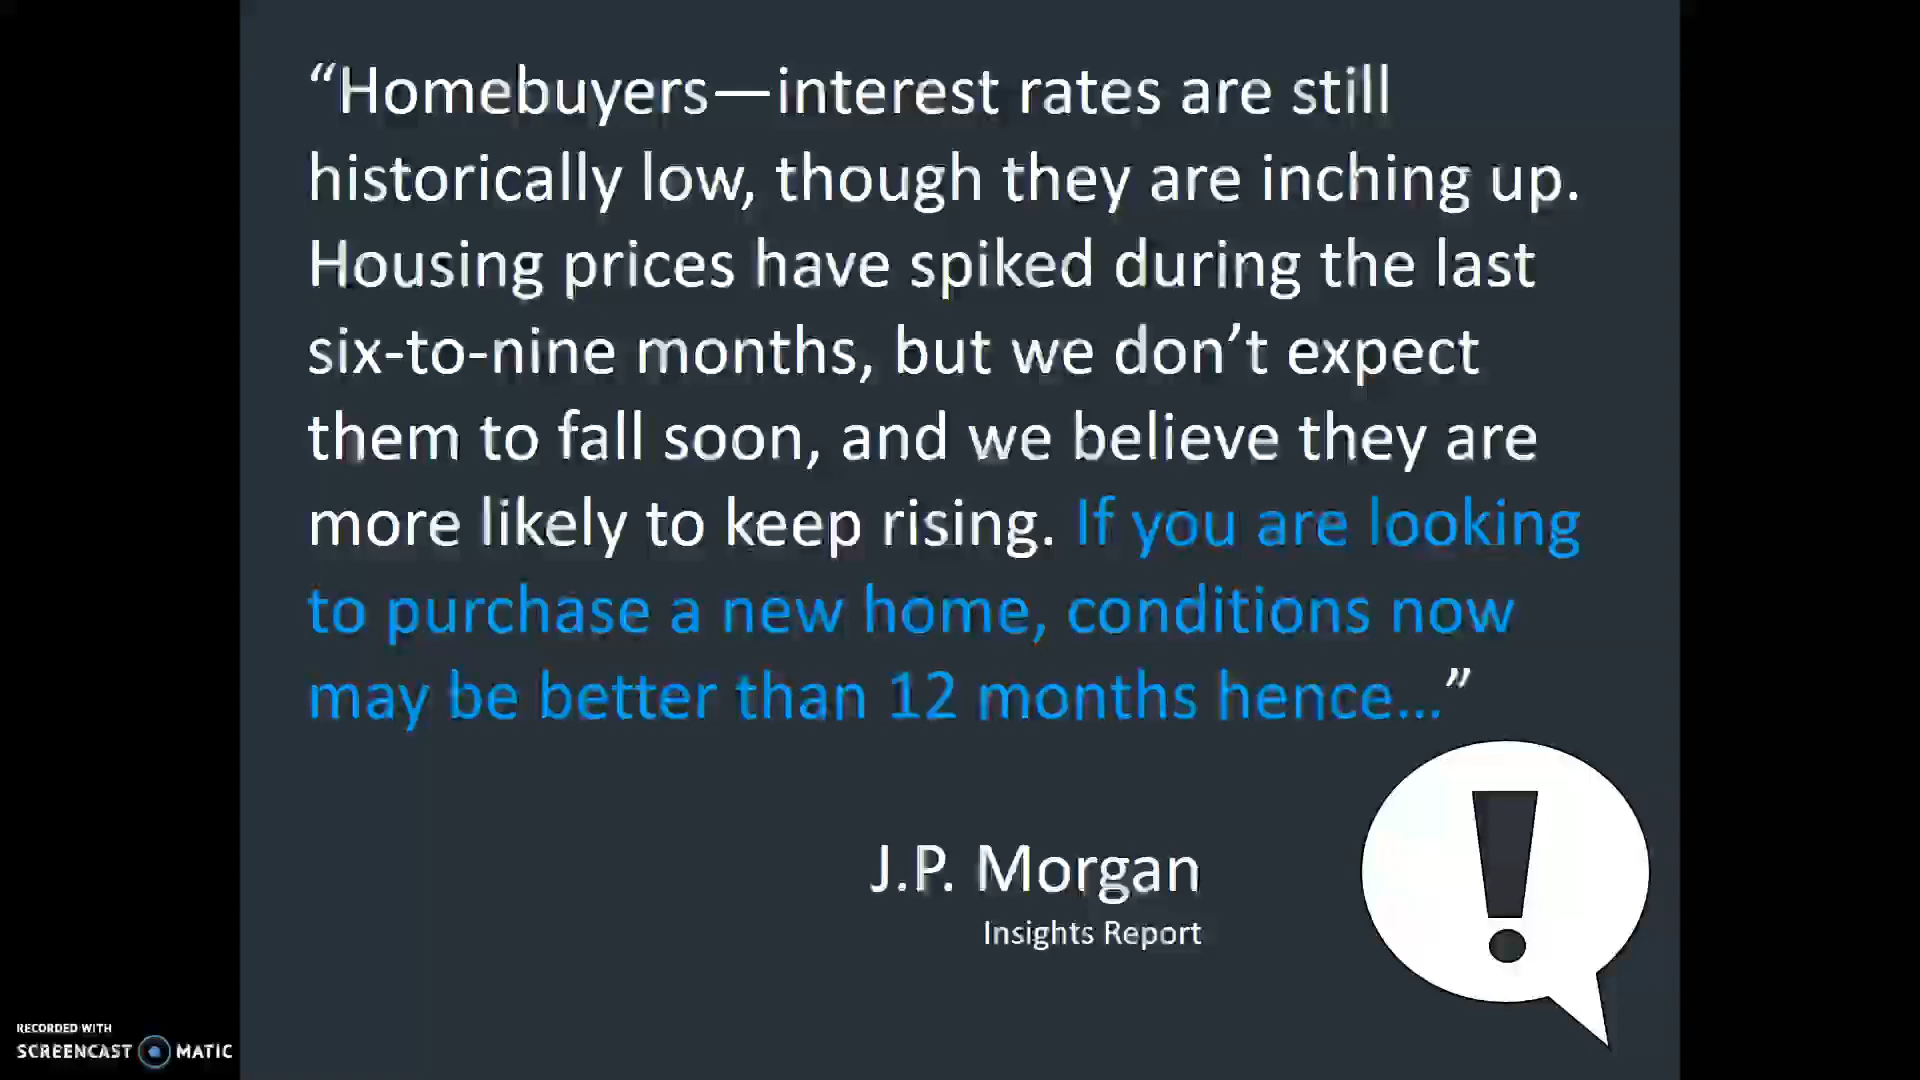 “Homebuyers—interest rates are still
historically low, though they are inching up.
Housing prices have spiked during the last
six-to-nine months, but we don’t expect
them to fall soon, and we believe they are
more likely to keep rising. If you are looking
to purchase a new home, conditions now
may be better than 12 months hence…”
J.P. Morgan
Insights Report
RECORDED WITH
SCREENCAST MATIC